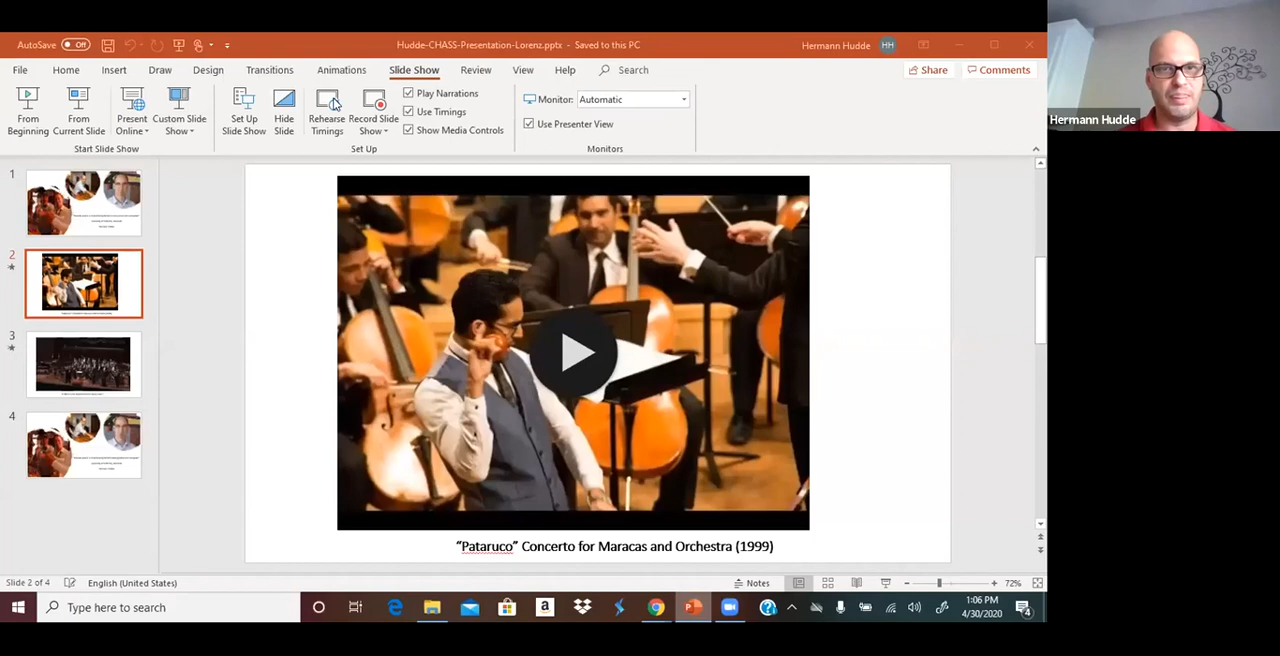 AutoSave Off
Hudde-CHASS-Presentation-Lorenz.pptx - Saved to this PC
Hermann Hudde HH
File Home Insert Draw Design Transitions Animations Slide Show Review View Help Search
Share Comments
From Beginning
From Current Slide
Present Online
Custom Slide Show
Start Slide Show
Set Up Slide Show
Hide Slide
Rehearse Timings
Record Slide Show
Play Narrations
Use Timings
Show Media Controls
Set Up
Monitor: Automatic
Use Presenter View
Monitors
Hermann Hudde
1
2
3
4
"Pataruco" Concerto for Maracas and Orchestra (1999)
Slide 2 of 4 English (United States) Notes 72%
Type here to search
1:06 PM
4/30/2020
4